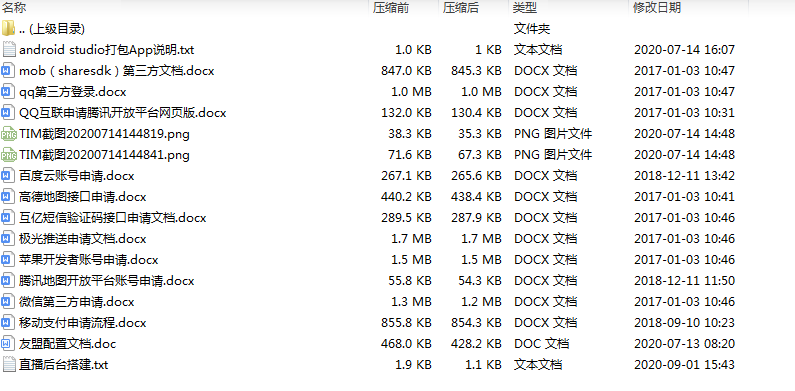 名称 压缩前 压缩后 类型 修改日期
.. (上级目录) 文件夹
android studio打包App说明.txt 1.0 KB 1 KB 文本文档 2020-07-14 16:07
mob（sharesdk）第三方文档.docx 847.0 KB 845.3 KB DOCX 文档 2017-01-03 10:47
qq第三方登录.docx 1.0 MB 1.0 MB DOCX 文档 2017-01-03 10:47
QQ互联申请腾讯开放平台网页版.docx 132.0 KB 130.4 KB DOCX 文档 2017-01-03 10:31
TIM截图20200714144819.png 38.3 KB 35.3 KB PNG 图片文件 2020-07-14 14:48
TIM截图20200714144841.png 71.6 KB 67.3 KB PNG 图片文件 2020-07-14 14:48
百度云账号申请.docx 267.1 KB 265.6 KB DOCX 文档 2018-12-11 13:42
高德地图接口申请.docx 440.2 KB 438.4 KB DOCX 文档 2017-01-03 10:41
互亿短信验证码接口申请文档.docx 289.5 KB 287.9 KB DOCX 文档 2017-01-03 10:46
极光推送申请文档.docx 1.7 MB 1.7 MB DOCX 文档 2017-01-03 10:46
苹果开发者账号申请.docx 1.5 MB 1.5 MB DOCX 文档 2017-01-03 10:46
腾讯地图开放平台账号申请.docx 55.8 KB 54.3 KB DOCX 文档 2018-12-11 11:50
微信第三方申请.docx 1.3 MB 1.2 MB DOCX 文档 2017-01-03 10:46
移动支付申请流程.docx 855.8 KB 854.3 KB DOCX 文档 2018-09-10 10:23
友盟配置文档.doc 468.0 KB 428.2 KB DOC 文档 2020-07-13 08:20
直播后台搭建.txt 1.9 KB 1.1 KB 文本文档 2020-09-01 15:43